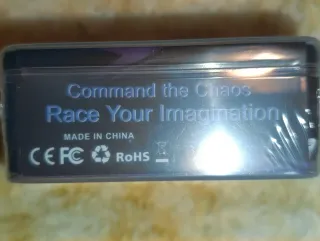 Command the Chaos
Race Your Imagination
MADE IN CHINA
CE FC RoHS